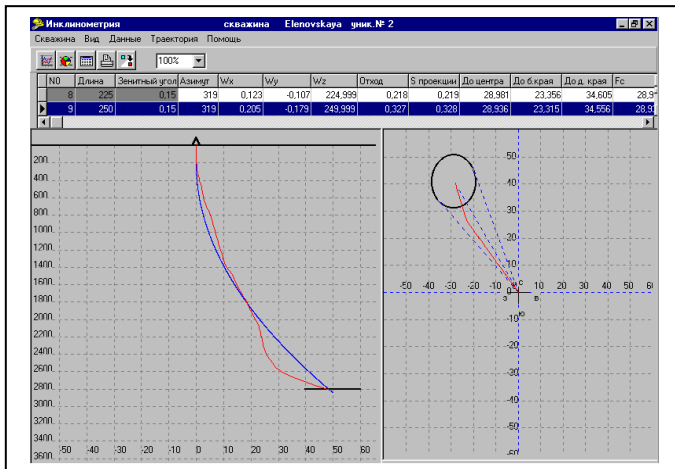 Инклинометрия скважина Elenovskaya уник.№ 2
Скважина Вид Данные Траектория Помощь
100%
N0 Длина Зенитный угол Азимут Wx Wy Wz Отход S проекции До центра До б.края До д. края Fc
8 225 0,15 319 0,123 -0,107 224,999 0,218 0,219 28,981 23,356 34,605
9 250 0,15 319 0,205 -0,179 249,999 0,327 0,328 28,936 23,315 34,556
200
400
600
800
1000
1200
1400
1600
1800
2000
2200
2400
2600
2800
3000
3200
3400
3600
-50 -40 -30 -20 -10 0 10 20 30 40 50 60
50
40
30
20
10
С
-50 -40 -30 -20 -10 0 10 20 30 40 50
З В
Ю
-10
-20
-30
-40
-50